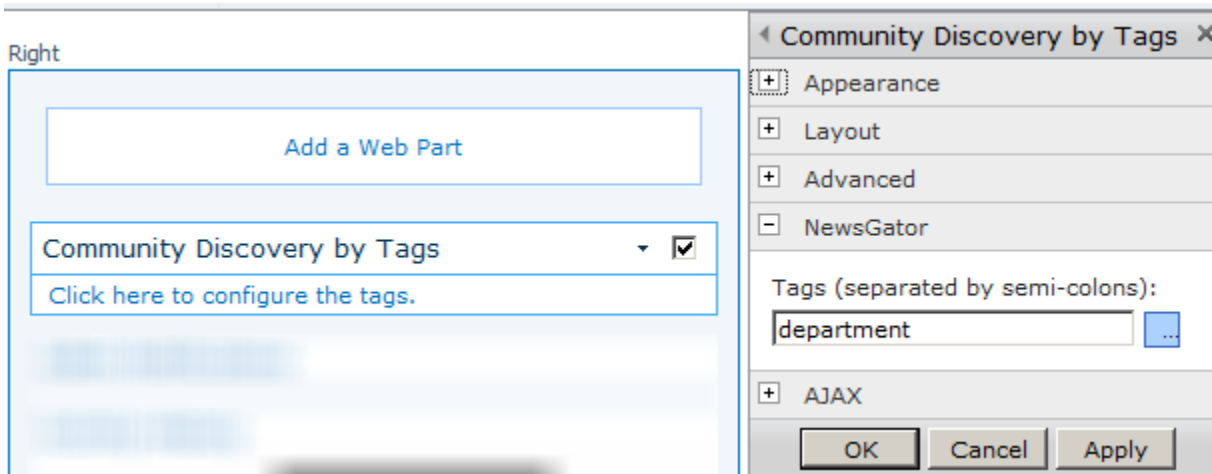 Right
Add a Web Part
Community Discovery by Tags
Click here to configure the tags.
Community Discovery by Tags
Appearance
Layout
Advanced
NewsGator
Tags (separated by semi-colons):
department
...
AJAX
OK Cancel Apply